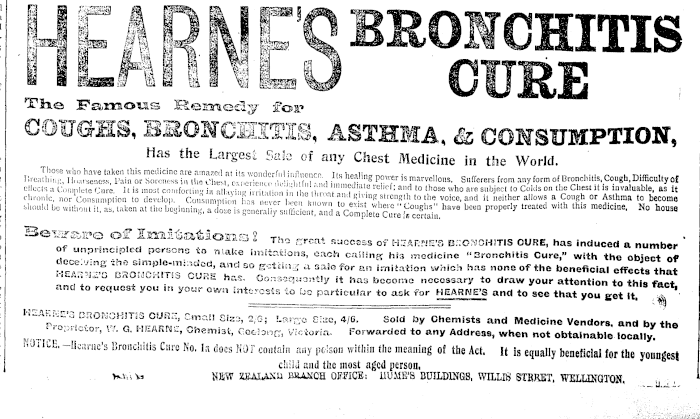 HEARNE'S BRONCHITIS
CURE
The Famous Remedy for
COUGHS, BRONCHITIS, ASTHMA, & CONSUMPTION,
Has the Largest Sale of any Chest Medicine in the World.
Those who have taken this medicine are amazed at its wonderful influence. Its healing power is marvellous. Sufferers from any form of Bronchitis, Cough, Difficulty of
Breathing, Hoarseness, Pain or Soreness in the Chest, experience delightful and immediate relief; and to those who are subject to Colds on the Chest it is invaluable, as it
effects a Complete Cure. It is most comforting in allaying irritation in the throat and giving strength to the voice, and it neither allows a Cough or Asthma to become
chronic, nor Consumption to develop. Consumption has never been known to exist where "Coughs" have been properly treated with this medicine. No house
should be without it, as, taken at the beginning, a dose is generally sufficient, and a Complete Cure is certain.
Beware of Imitations! The great success of HEARNE'S BRONCHITIS CURE, has induced a number
of unprincipled persons to make imitations, each calling his medicine "Bronchitis Cure," with the object of
deceiving the simple-minded, and so getting a sale for an imitation which has none of the beneficial effects that
HEARNE'S BRONCHITIS CURE has. Consequently it has become necessary to draw your attention to this fact,
and to request you in your own interests to be particular to ask for HEARNE'S and to see that you get it.
HEARNE'S BRONCHITIS CURE, Small Size, 2/6; Large Size, 4/6. Sold by Chemists and Medicine Vendors, and by the
Proprietor, W. G. HEARNE, Chemist, Geelong, Victoria. Forwarded to any Address, when not obtainable locally.
NOTICE.—Hearne's Bronchitis Cure No. 1a does NOT contain any poison within the meaning of the Act. It is equally beneficial for the youngest
child and the most aged person.
NEW ZEALAND BRANCH OFFICE: HUME'S BUILDINGS, WILLIS STREET, WELLINGTON.